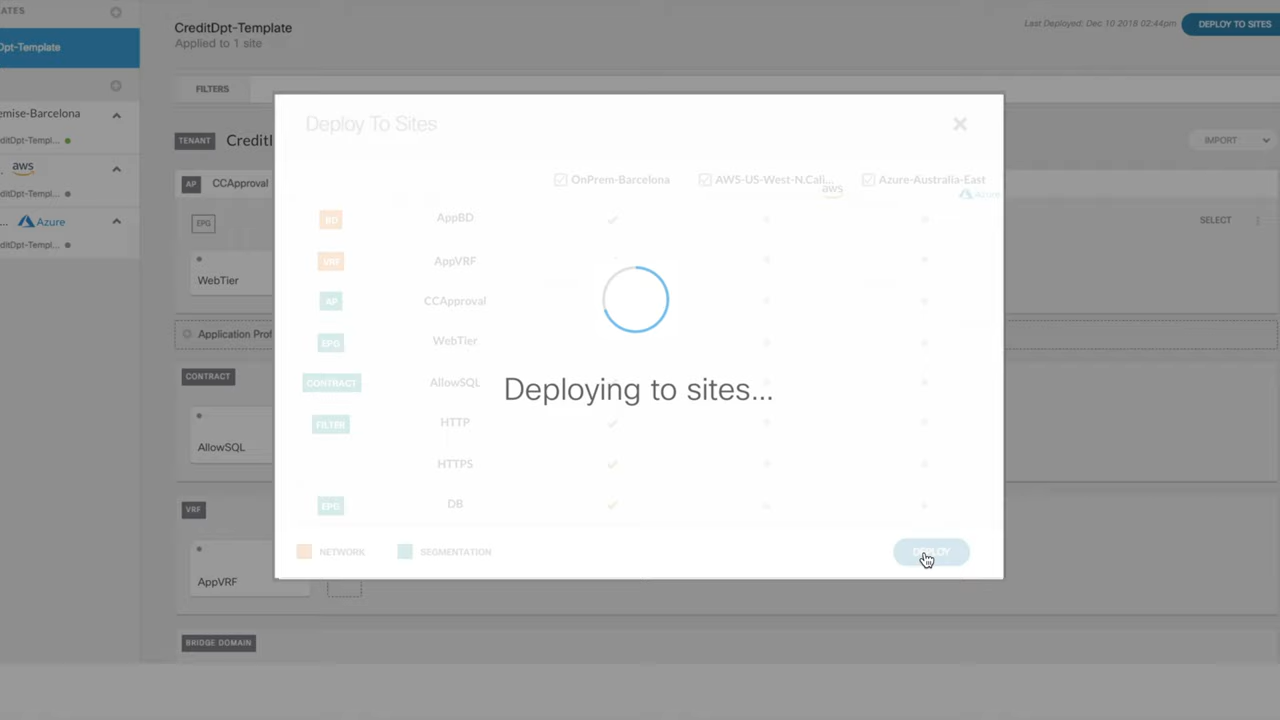 ATES
CreditDpt-Template
Last Deployed: Dec 10 2018 02:44pm
DEPLOY TO SITES
Dpt-Template
Applied to 1 site
FILTERS
emise-Barcelona
ditDpt-Templ...
aws
ditDpt-Templ...
... Azure
ditDpt-Templ...
TENANT
CreditI
IMPORT
AP
CCApproval
EPG
SELECT
WebTier
Application Prof
CONTRACT
AllowSQL
VRF
AppVRF
BRIDGE DOMAIN
Deploy To Sites
OnPrem-Barcelona
AWS-US-West-N.Cali...
aws
Azure-Australia-East
Azure
BD AppBD
VRF AppVRF
AP CCApproval
EPG WebTier
CONTRACT AllowSQL
FILTER HTTP
HTTPS
EPG DB
Deploying to sites...
NETWORK
SEGMENTATION
DEPLOY